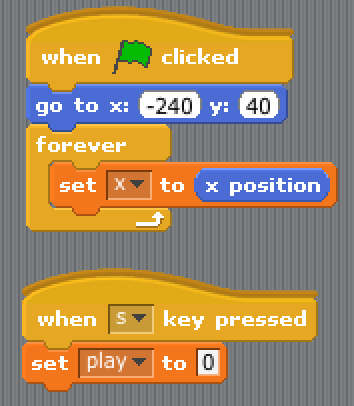 when clicked
go to x: -240 y: 40
forever
set x to x position
when s key pressed
set play to 0